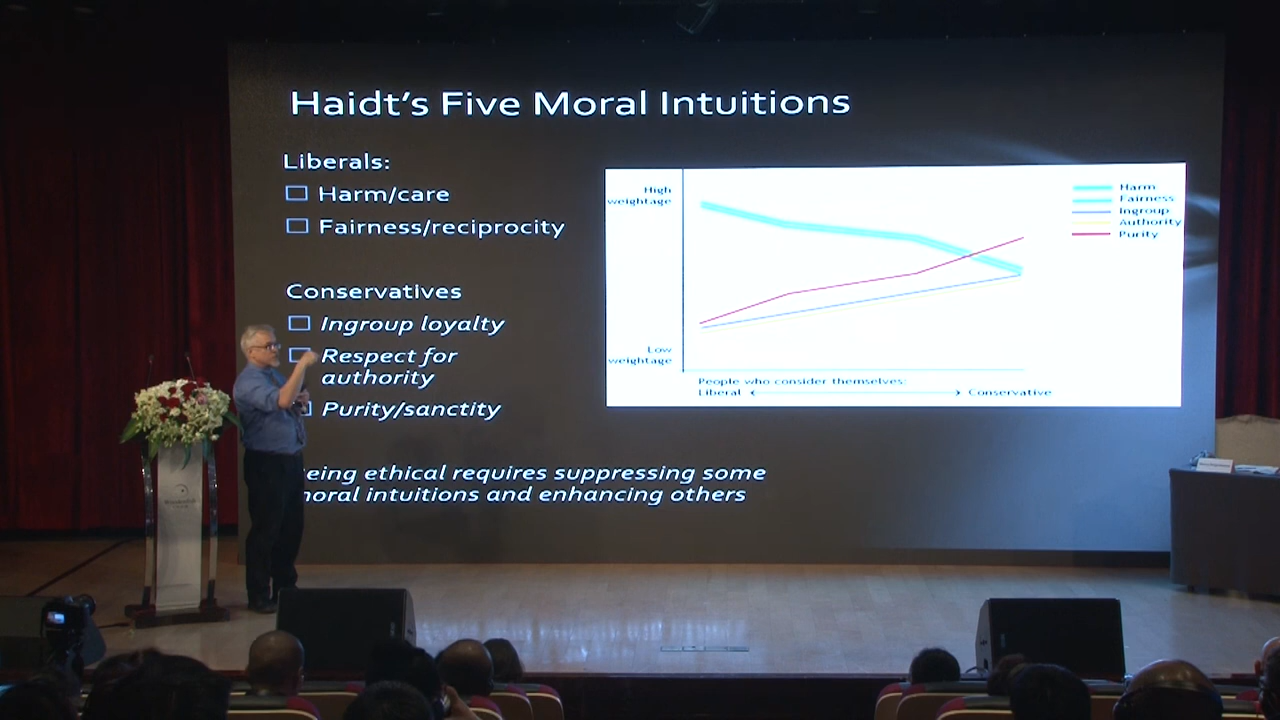 Haidt's Five Moral Intuitions
Liberals:
Harm/care
Fairness/reciprocity
Conservatives
Ingroup loyalty
Respect for
authority
Purity/sanctity
eing ethical requires suppressing some
moral intuitions and enhancing others
High
weightage
Low
weightage
Harm
Fairness
Ingroup
Authority
Purity
People who consider themselves:
Liberal
Conservative